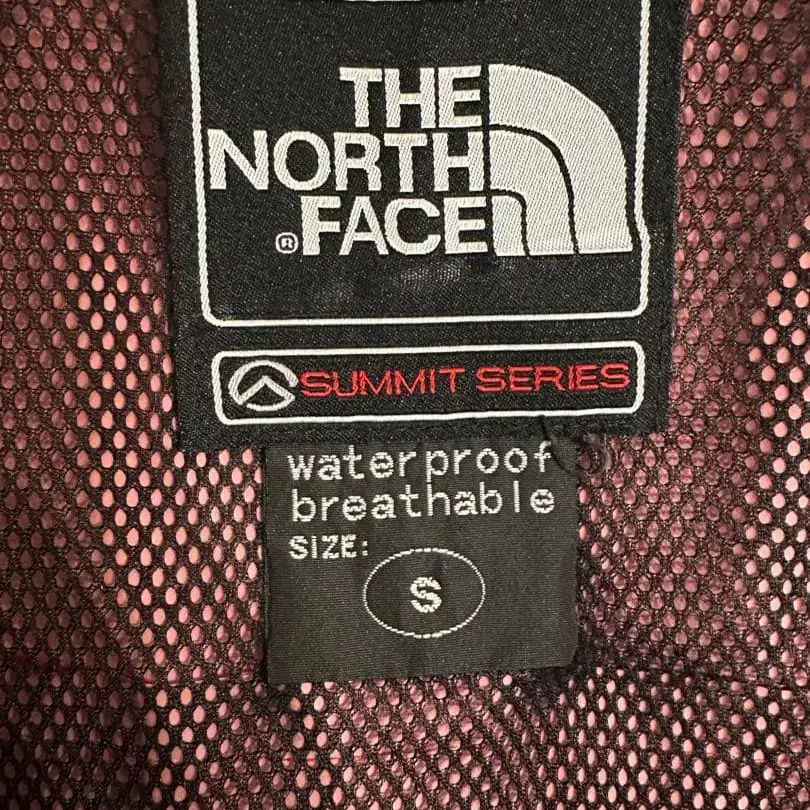 THE
NORTH
® FACE
SUMMIT SERIES
waterproof
breathable
SIZE:
S